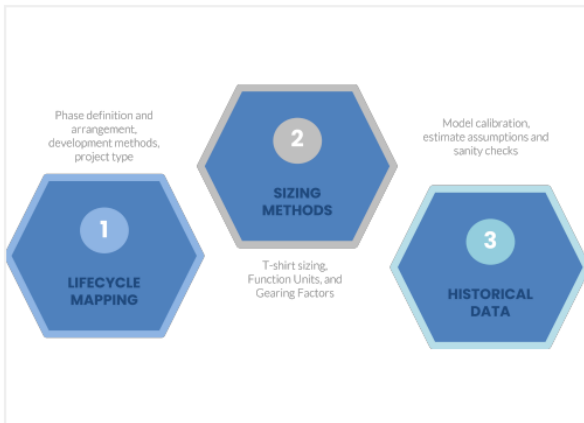 Phase definition and
arrangement,
development methods,
project type
1
LIFECYCLE
MAPPING
2
SIZING
METHODS
T-shirt sizing,
Function Units, and
Gearing Factors
Model calibration,
estimate assumptions and
sanity checks
3
HISTORICAL
DATA